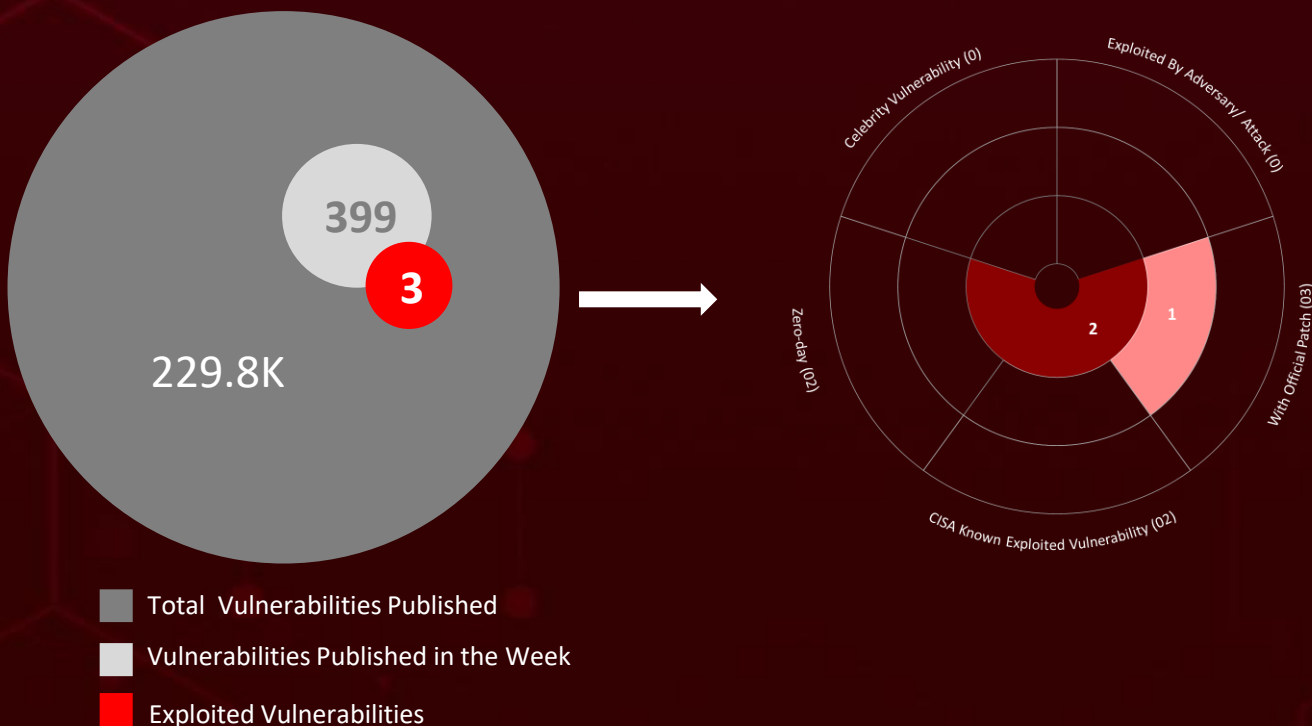 399
3
229.8K
Total Vulnerabilities Published
Vulnerabilities Published in the Week
Exploited Vulnerabilities
Celebrity Vulnerability (0)
Exploited By Adversary/ Attack (0)
With Official Patch (03)
CISA Known Exploited Vulnerability (02)
Zero-day (02)
2
1